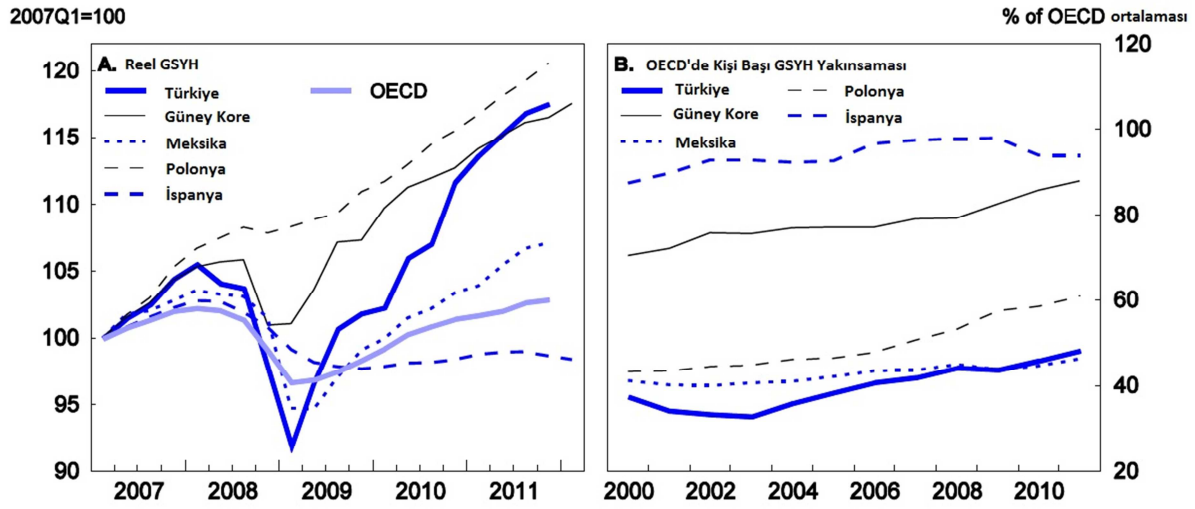 2007Q1=100
% of OECD ortalaması
A. Reel GSYH
Türkiye
OECD
Güney Kore
Meksika
Polonya
İspanya
120
115
110
105
100
95
90
2007 2008 2009 2010 2011
B. OECD'de Kişi Başı GSYH Yakınsaması
Türkiye
Polonya
Güney Kore
İspanya
Meksika
120
100
80
60
40
20
2000 2002 2004 2006 2008 2010